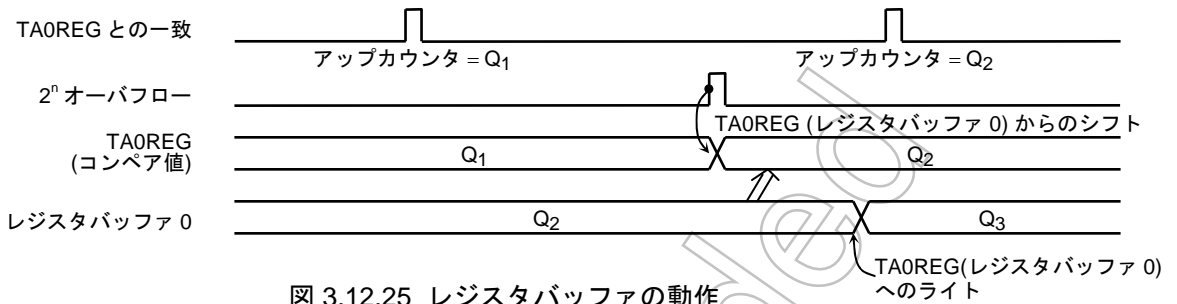 TA0REG との一致
アップカウンタ = Q1
アップカウンタ = Q2
2n オーバフロー
TA0REG (レジスタバッファ 0) からのシフト
TA0REG
(コンペア値)
Q1
Q2
レジスタバッファ 0
Q2
Q3
TA0REG(レジスタバッファ 0)
へのライト
図 3.12.25 レジスタバッファの動作